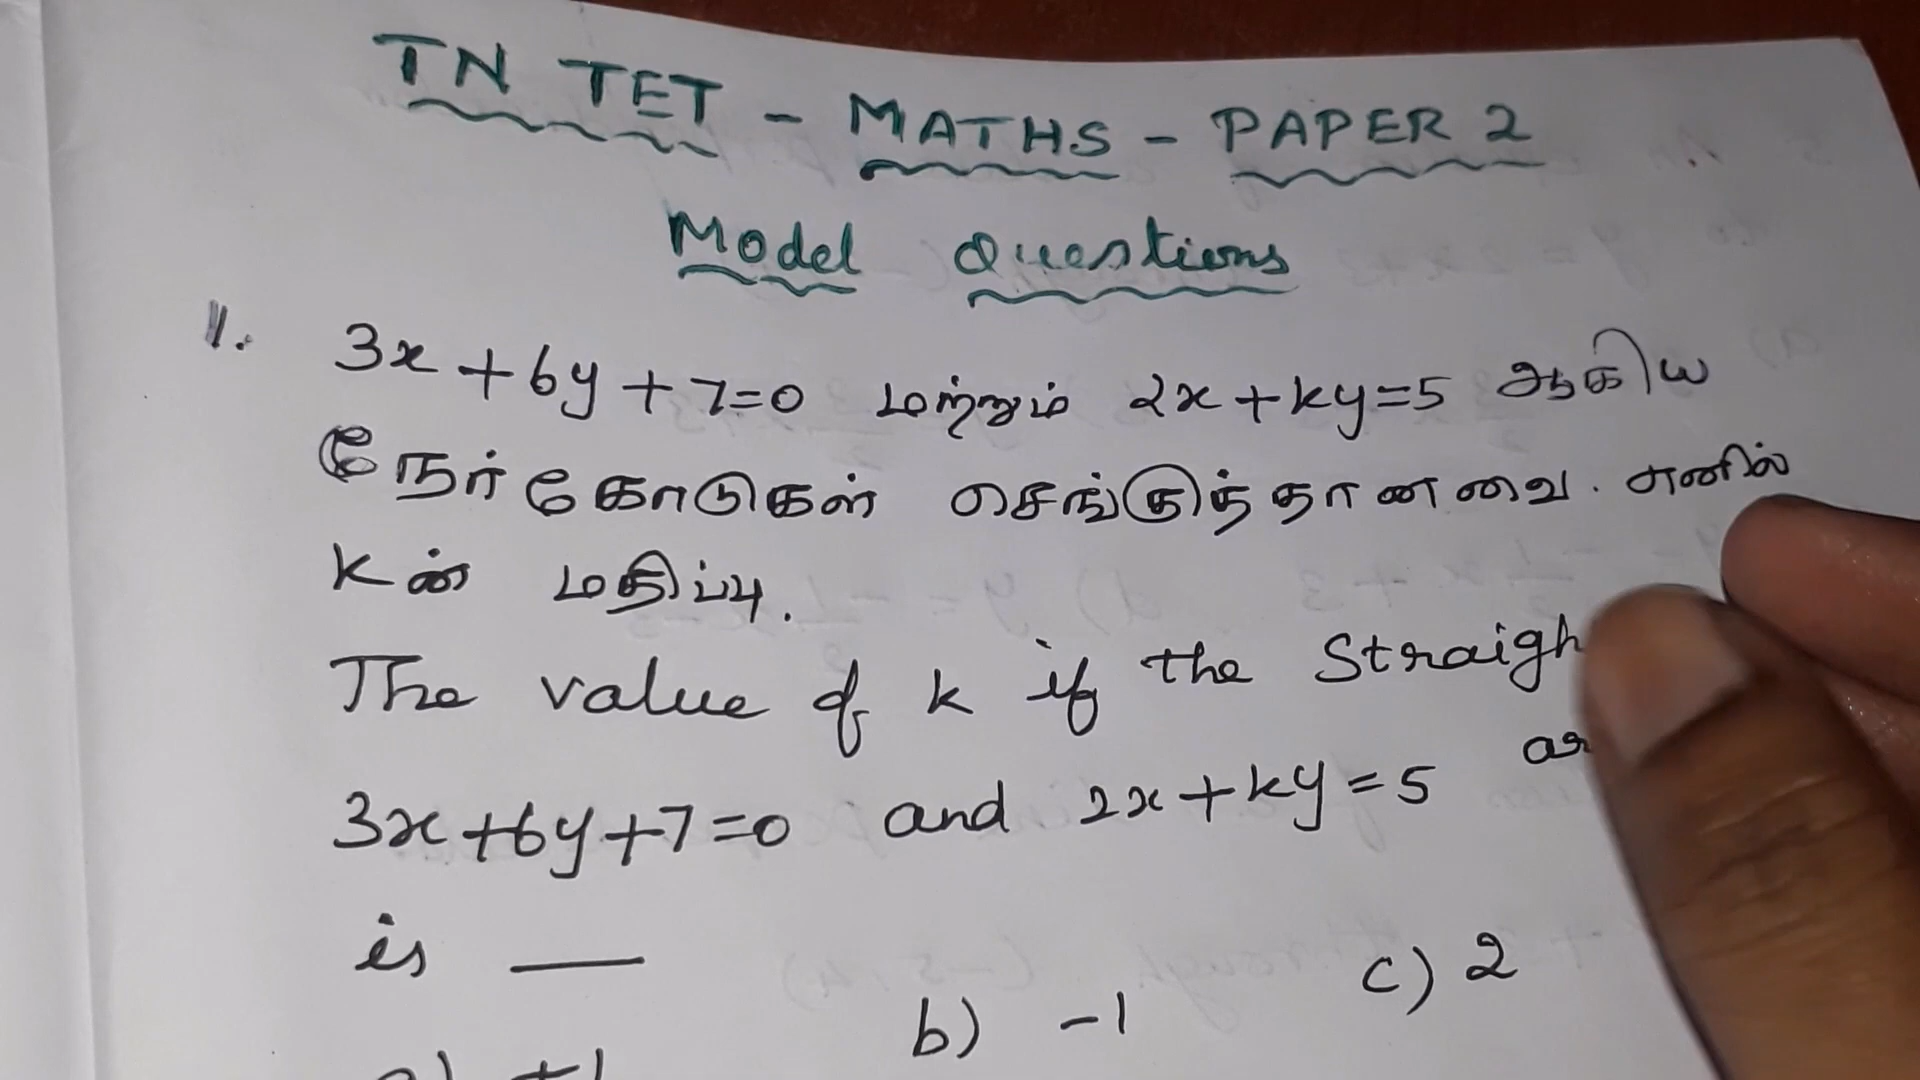 TN TET - MATHS - PAPER 2
Model Questions
1. 3x + 6y + 7=0 மற்றும் 2x + ky=5 ஆகிய
நேர்கோடுகள் செங்குத்தானவை. எனில்
k ன் மதிப்பு.
The value of k if the Straigh
3x+6y+7=0 and 2x+ky=5 ar
is —
b) -1 c) 2
a) +1